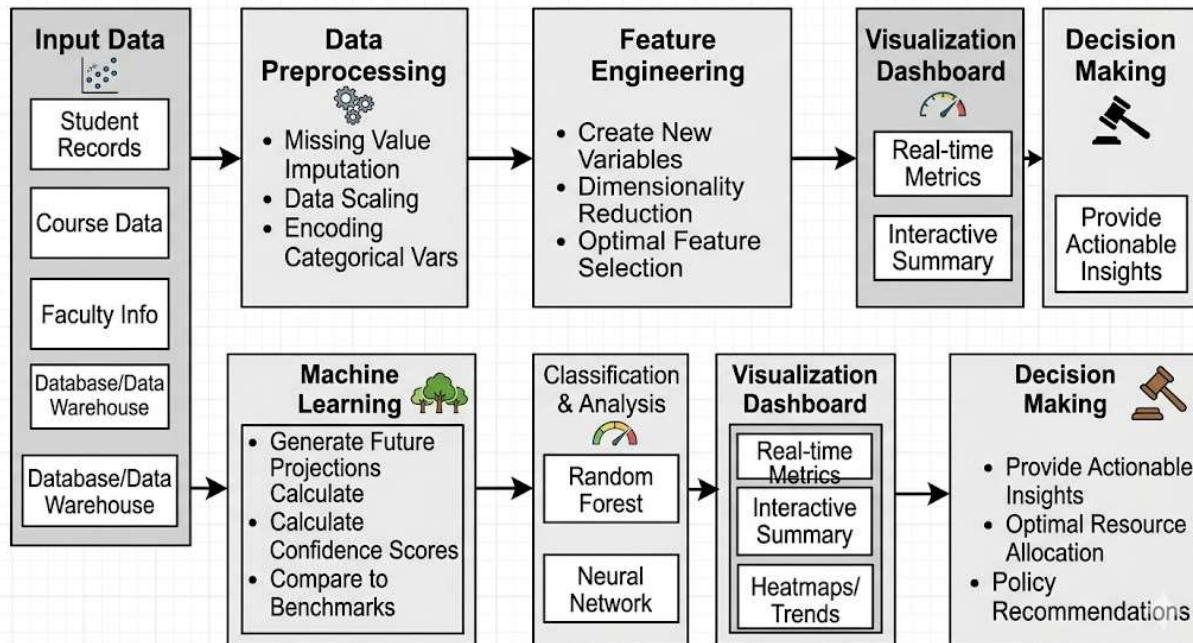 Input Data
Student
Records
Course Data
Faculty Info
Database/Data
Warehouse
Database/Data
Warehouse
Data
Preprocessing
• Missing Value
Imputation
• Data Scaling
• Encoding
Categorical Vars
Feature
Engineering
• Create New
Variables
• Dimensionality
Reduction
• Optimal Feature
Selection
Visualization
Dashboard
Real-time
Metrics
Interactive
Summary
Decision
Making
Provide
Actionable
Insights
Machine
Learning
• Generate Future
Projections
Calculate
• Calculate
Confidence Scores
• Compare to
Benchmarks
Classification
& Analysis
Random
Forest
Neural
Network
Visualization
Dashboard
Real-time
Metrics
Interactive
Summary
Heatmaps/
Trends
Decision
Making
• Provide Actionable
Insights
• Optimal Resource
Allocation
• Policy
Recommendations